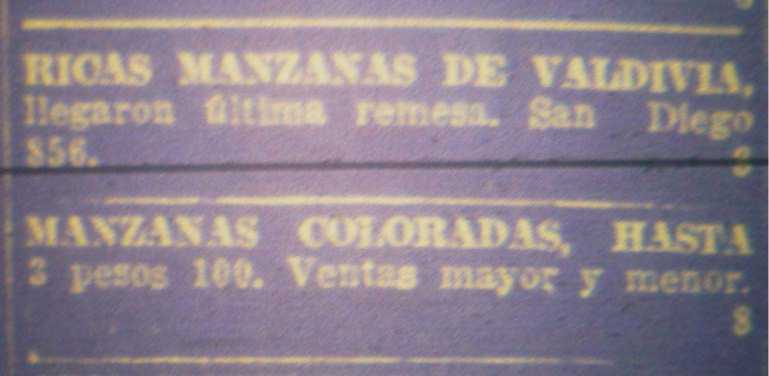 RICAS MANZANAS DE VALDIVIA,
llegaron última remesa. San Diego
856.
MANZANAS COLORADAS, HASTA
3 pesos 100. Ventas mayor y menor.
8